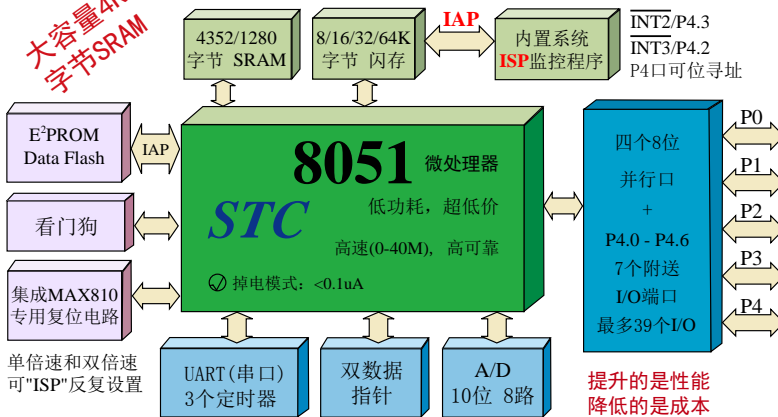 大容量4K
字节SRAM
4352/1280
字节 SRAM
8/16/32/64K
字节 闪存
IAP
内置系统
ISP监控程序
INT2/P4.3
INT3/P4.2
P4口可位寻址
E²PROM
Data Flash
IAP
看门狗
集成MAX810
专用复位电路
单倍速和双倍速
可"ISP"反复设置
8051 微处理器
STC
低功耗，超低价
高速(0-40M)，高可靠
掉电模式：<0.1uA
四个8位
并行口
+
P4.0 - P4.6
7个附送
I/O端口
最多39个I/O
P0
P1
P2
P3
P4
UART(串口)
3个定时器
双数据
指针
A/D
10位 8路
提升的是性能
降低的是成本